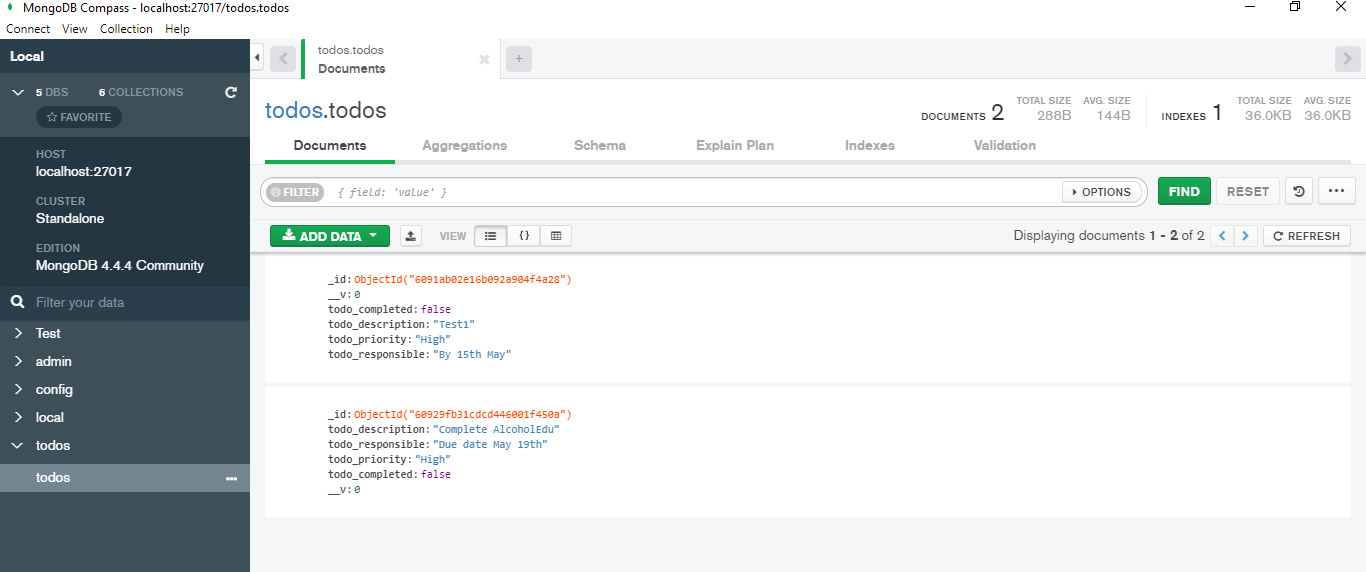 MongoDB Compass - localhost:27017/todos.todos
Connect View Collection Help
Local
5 DBS 6 COLLECTIONS
FAVORITE
HOST
localhost:27017
CLUSTER
Standalone
EDITION
MongoDB 4.4.4 Community
Filter your data
Test
admin
config
local
todos
todos
todos.todos
Documents
todos.todos
DOCUMENTS 2
TOTAL SIZE 288B
AVG. SIZE 144B
INDEXES 1
TOTAL SIZE 36.0KB
AVG. SIZE 36.0KB
Documents Aggregations Schema Explain Plan Indexes Validation
FILTER { field: 'value' } OPTIONS FIND RESET
ADD DATA VIEW { } Displaying documents 1 - 2 of 2 REFRESH
_id: ObjectId("6091ab02e16b092a904f4a28")
__v: 0
todo_completed: false
todo_description: "Test1"
todo_priority: "High"
todo_responsible: "By 15th May"
_id: ObjectId("60929fb31cdcd446001f450a")
todo_description: "Complete AlcoholEdu"
todo_responsible: "Due date May 19th"
todo_priority: "High"
todo_completed: false
__v: 0